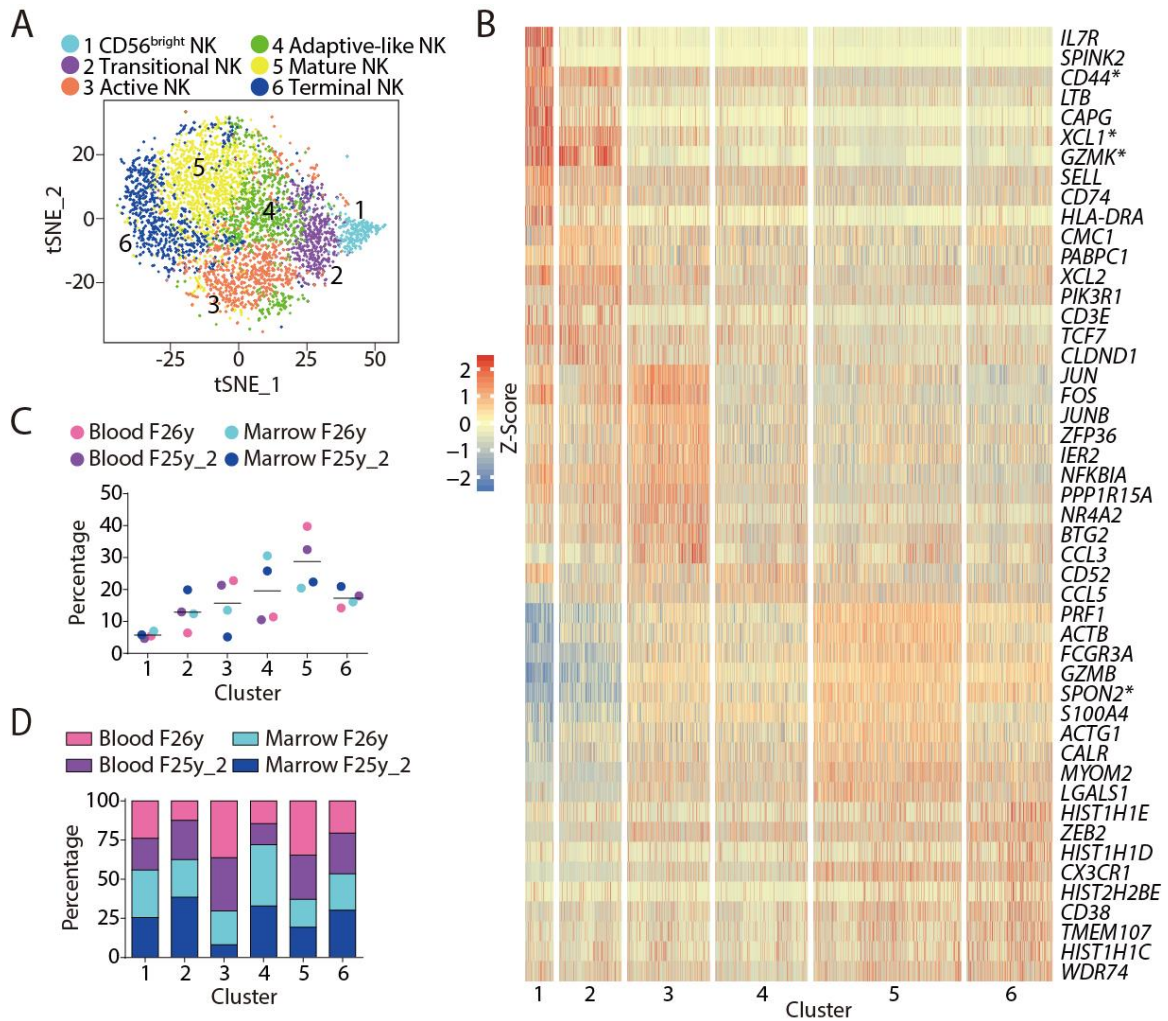 A
1 CD56bright NK
2 Transitional NK
3 Active NK
4 Adaptive-like NK
5 Mature NK
6 Terminal NK
20
0
-20
tSNE_2
5
4
1
6
3
2
-25
0
25
50
tSNE_1
B
IL7R
SPINK2
CD44*
LTB
CAPG
XCL1*
GZMK*
SELL
CD74
HLA-DRA
CMC1
PABPC1
XCL2
PIK3R1
CD3E
TCF7
CLDND1
JUN
FOS
JUNB
ZFP36
IER2
NFKBIA
PPP1R15A
NR4A2
BTG2
CCL3
CD52
CCL5
PRF1
ACTB
FCGR3A
GZMB
SPON2*
S100A4
ACTG1
CALR
MYOM2
LGALS1
HIST1H1E
ZEB2
HIST1H1D
CX3CR1
HIST2H2BE
CD38
TMEM107
HIST1H1C
WDR74
1 2 3 4 5 6
Cluster
2
1
0
−1
−2
Z-Score
C
Blood F26y Marrow F26y
Blood F25y_2 Marrow F25y_2
50
40
30
20
10
0
Percentage
1 2 3 4 5 6
Cluster
D
Blood F26y Marrow F26y
Blood F25y_2 Marrow F25y_2
100
75
50
25
0
Percentage
1 2 3 4 5 6
Cluster